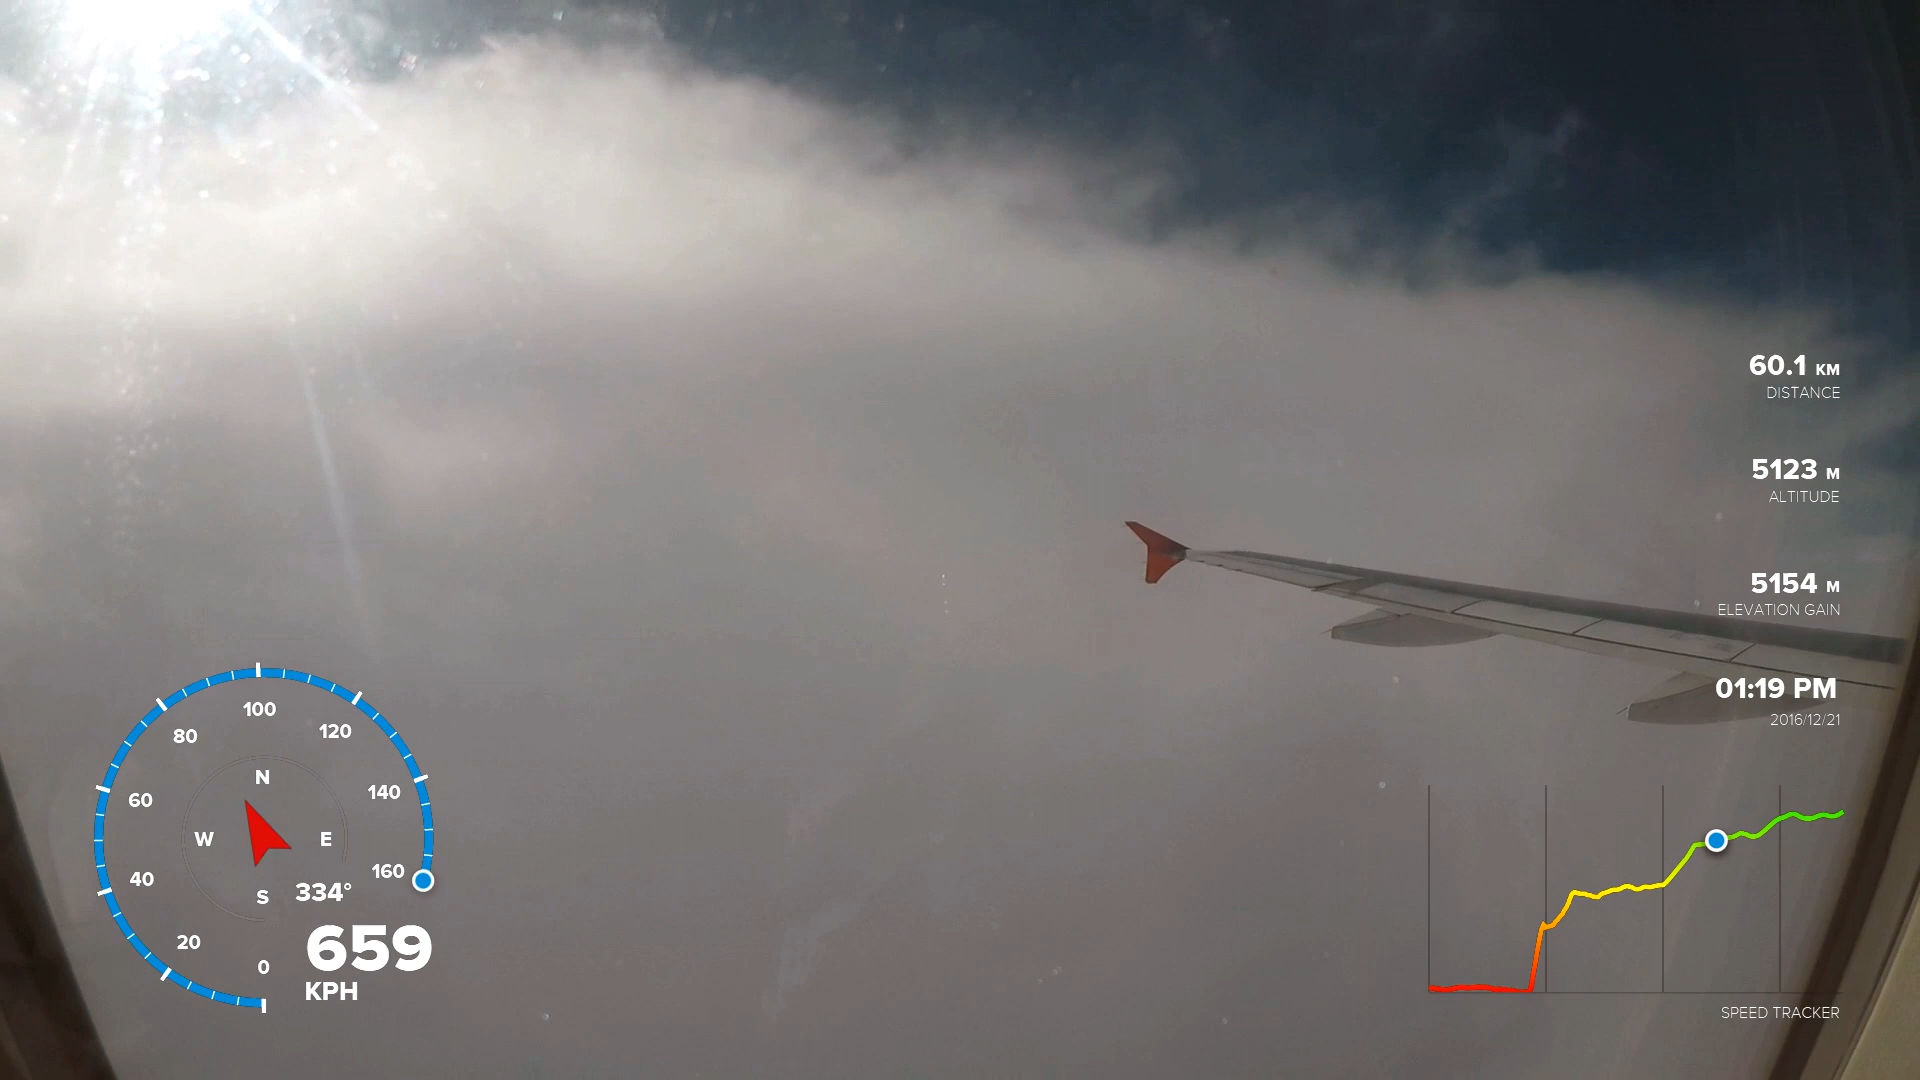 60.1 KM
DISTANCE
5123 M
ALTITUDE
5154 M
ELEVATION GAIN
01:19 PM
2016/12/21
0
20
40
60
80
100
120
140
160
N
W
E
S
334°
659
KPH
SPEED TRACKER